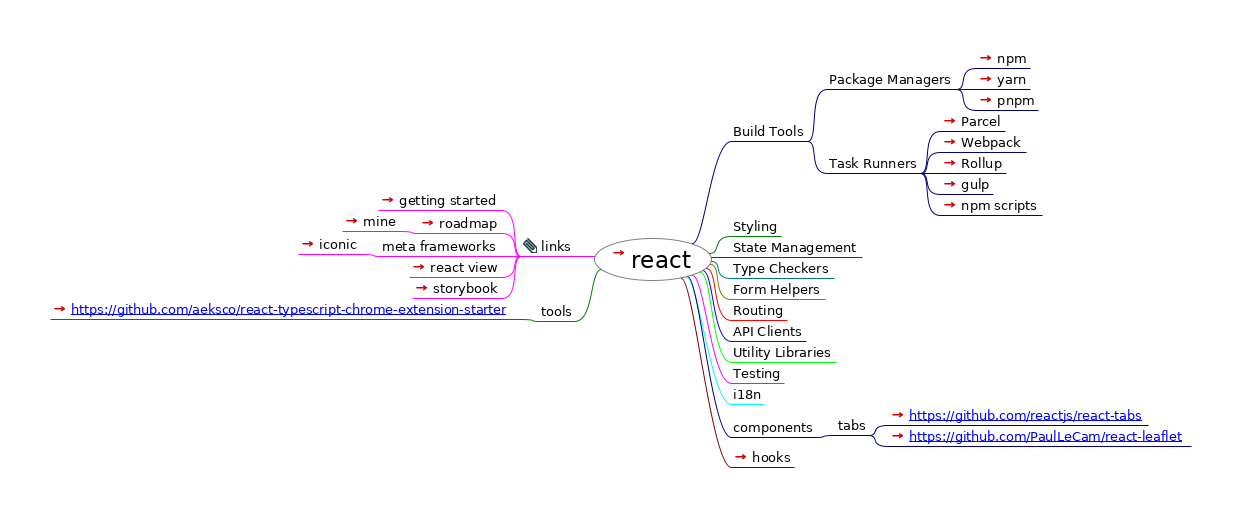 react
Build Tools
Package Managers
npm
yarn
pnpm
Task Runners
Parcel
Webpack
Rollup
gulp
npm scripts
Styling
State Management
Type Checkers
Form Helpers
Routing
API Clients
Utility Libraries
Testing
i18n
components
tabs
https://github.com/reactjs/react-tabs
https://github.com/PaulLeCam/react-leaflet
hooks
links
getting started
roadmap
mine
meta frameworks
iconic
react view
storybook
tools
https://github.com/aeksco/react-typescript-chrome-extension-starter